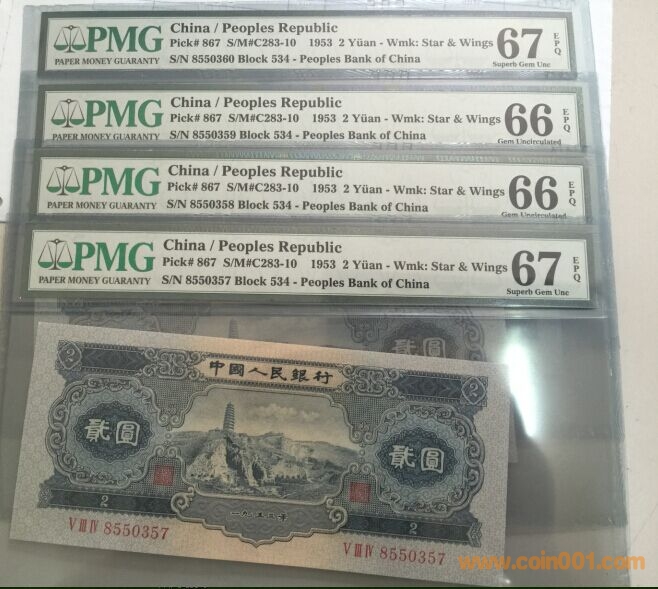 PMG
PAPER MONEY GUARANTY
China / Peoples Republic
Pick# 867 S/M#C283-10 1953 2 Yüan - Wmk: Star & Wings
S/N 8550360 Block 534 - Peoples Bank of China
67 EPQ
Superb Gem Unc
PMG
PAPER MONEY GUARANTY
China / Peoples Republic
Pick# 867 S/M#C283-10 1953 2 Yüan - Wmk: Star & Wings
S/N 8550359 Block 534 - Peoples Bank of China
66 EPQ
Gem Uncirculated
PMG
PAPER MONEY GUARANTY
China / Peoples Republic
Pick# 867 S/M#C283-10 1953 2 Yüan - Wmk: Star & Wings
S/N 8550358 Block 534 - Peoples Bank of China
66 EPQ
Gem Uncirculated
PMG
PAPER MONEY GUARANTY
China / Peoples Republic
Pick# 867 S/M#C283-10 1953 2 Yüan - Wmk: Star & Wings
S/N 8550357 Block 534 - Peoples Bank of China
67 EPQ
Superb Gem Unc
貳圓
2
中國人民銀行
2
貳圓
貳圓
2
2
一九五三年
V III IV 8550357
V III IV 8550357
www.coin001.com